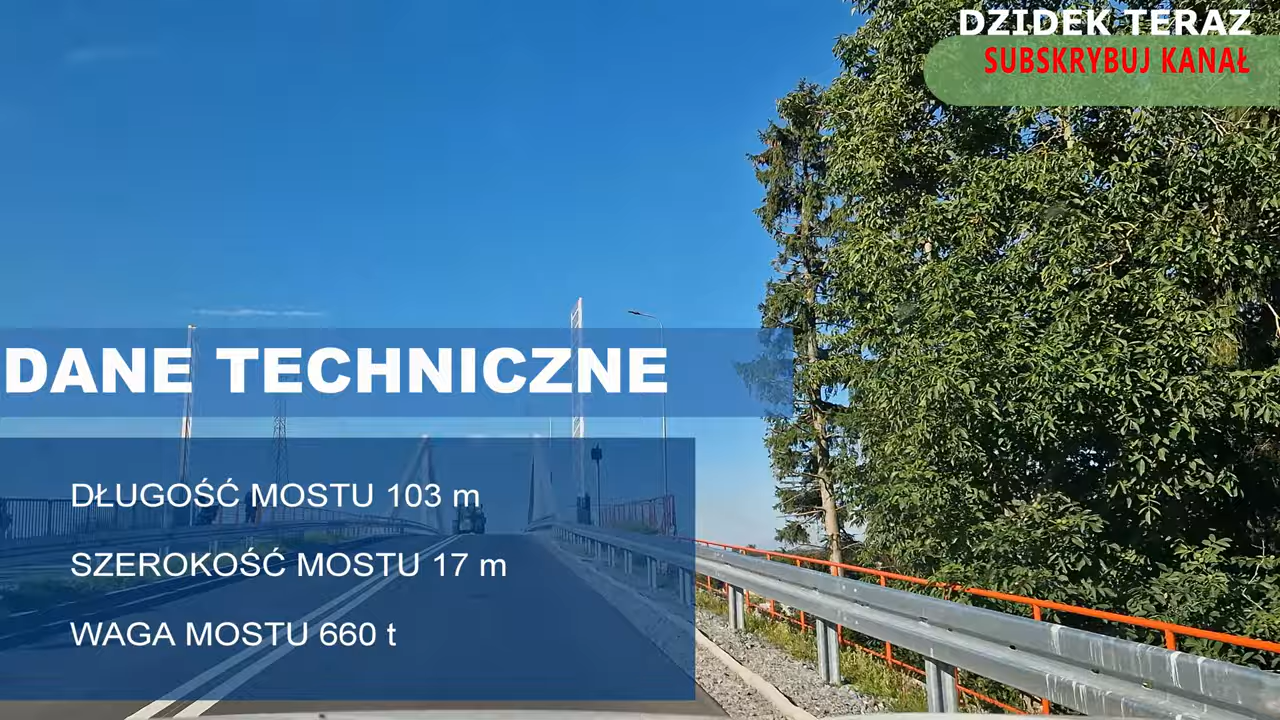 DZIDEK TERAZ
SUBSKRYBUJ KANAŁ
DANE TECHNICZNE
DŁUGOŚĆ MOSTU 103 m
SZEROKOŚĆ MOSTU 17 m
WAGA MOSTU 660 t